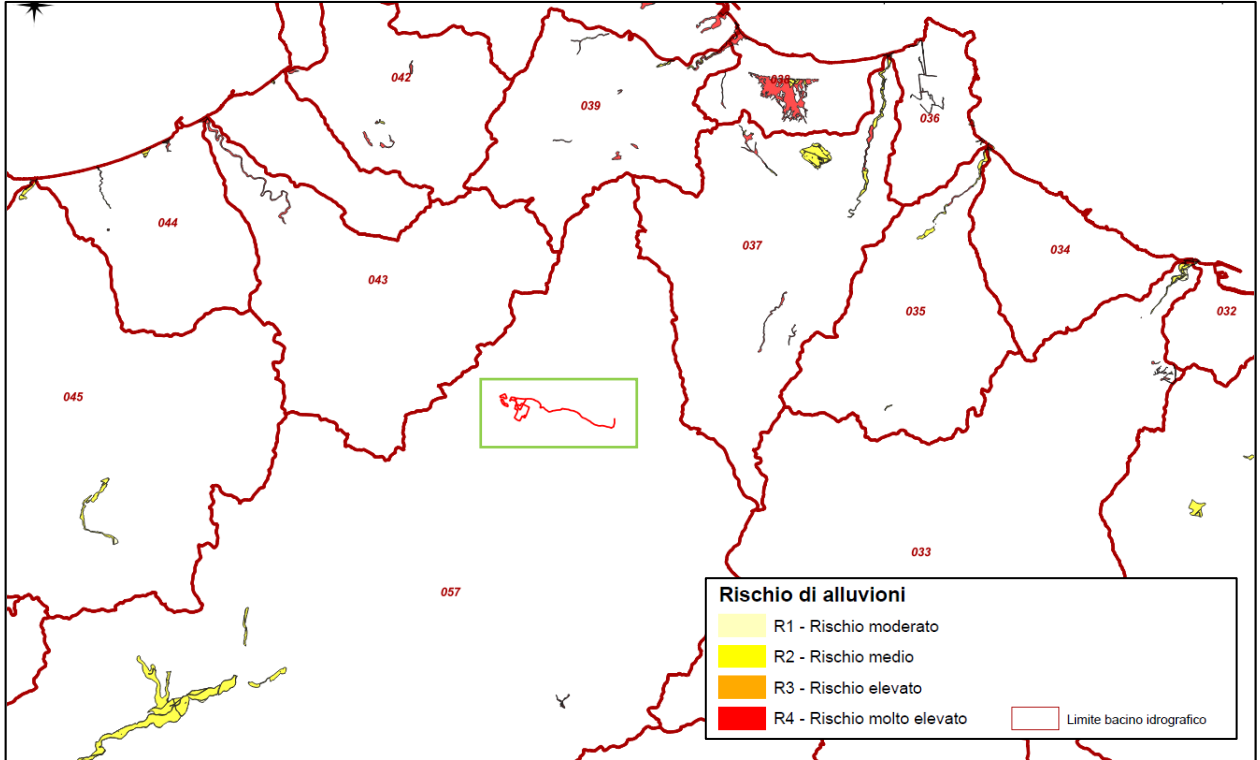 038
042
039
036
044
037
034
043
035
032
045
033
057
Rischio di alluvioni
R1 - Rischio moderato
R2 - Rischio medio
R3 - Rischio elevato
R4 - Rischio molto elevato
Limite bacino idrografico